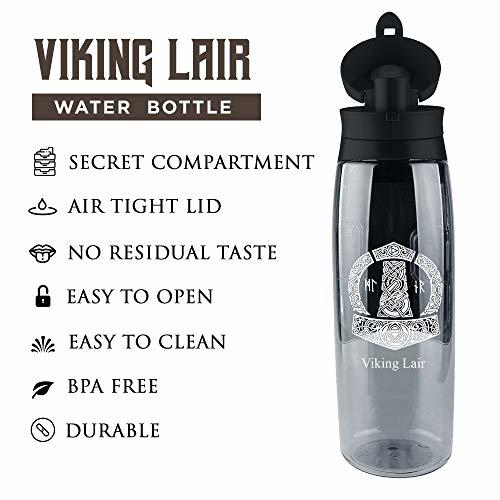 VIKING LAIR
WATER BOTTLE
SECRET COMPARTMENT
AIR TIGHT LID
NO RESIDUAL TASTE
EASY TO OPEN
EASY TO CLEAN
BPA FREE
DURABLE
Viking Lair